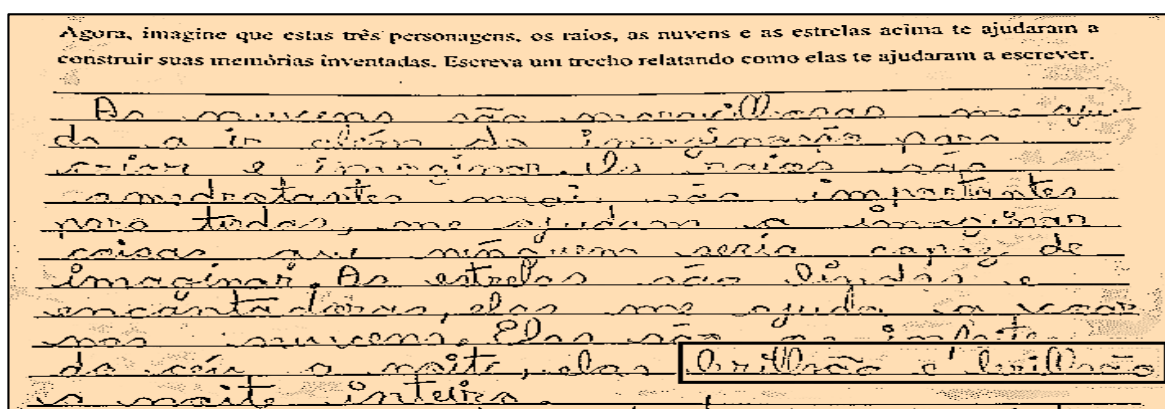 Agora, imagine que estas três personagens, os raios, as nuvens e as estrelas acima te ajudaram a
construir suas memórias inventadas. Escreva um trecho relatando como elas te ajudaram a escrever.
As nuvens são maravilhosas me aju-
da a ir além da imaginação para
criar e imaginar. Os raios são
amedrotantes mai são importantes
para todas, me ajudam a imaginar
coisas que ninguem seria capaz de
imaginar. As estrelas são lindas e
encantadoras, elas me ajuda a voar
nas nuvens. Elas são as
do céu a noite, elas brilhão e brilhão
a noite inteira.